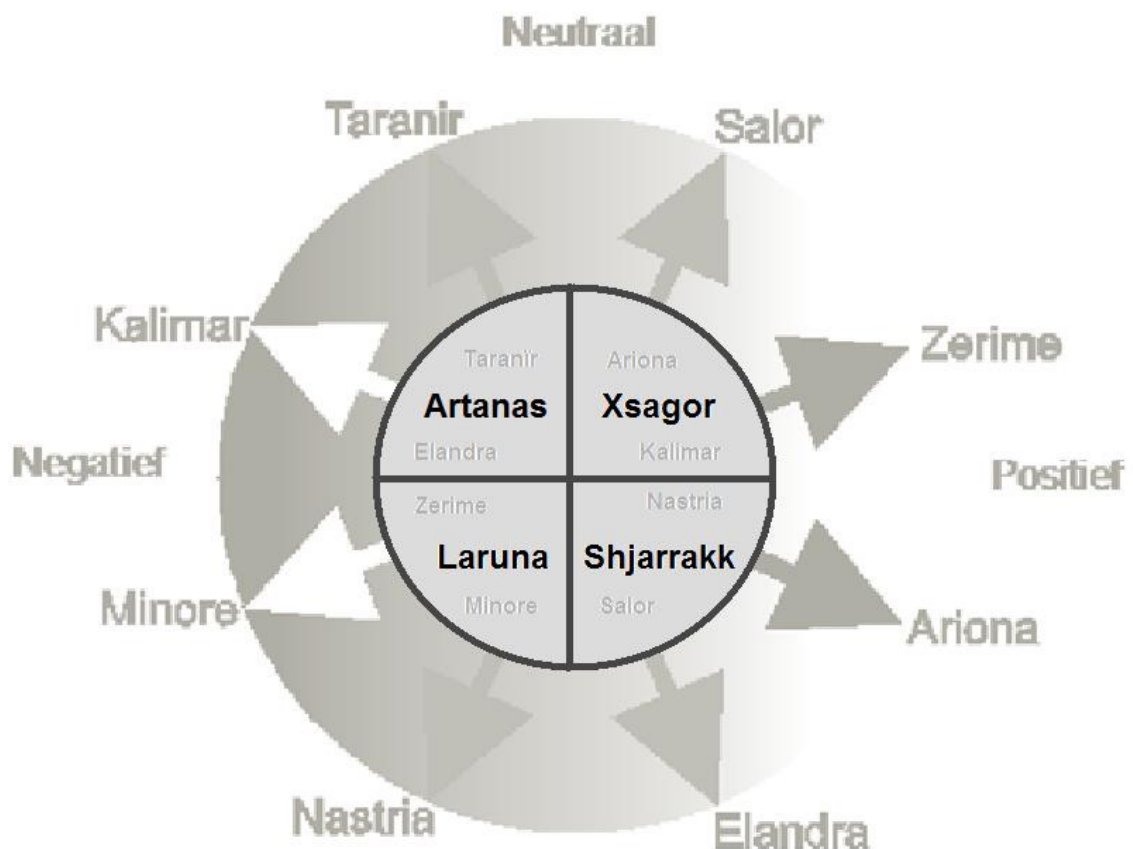 Neutraal
Taranir
Salor
Kalimar
Zerime
Taranïr
Ariona
Artanas
Xsagor
Elandra
Kalimar
Negatief
Positief
Zerime
Nastria
Laruna
Shjarrakk
Minore
Salor
Minore
Ariona
Nastria
Elandra